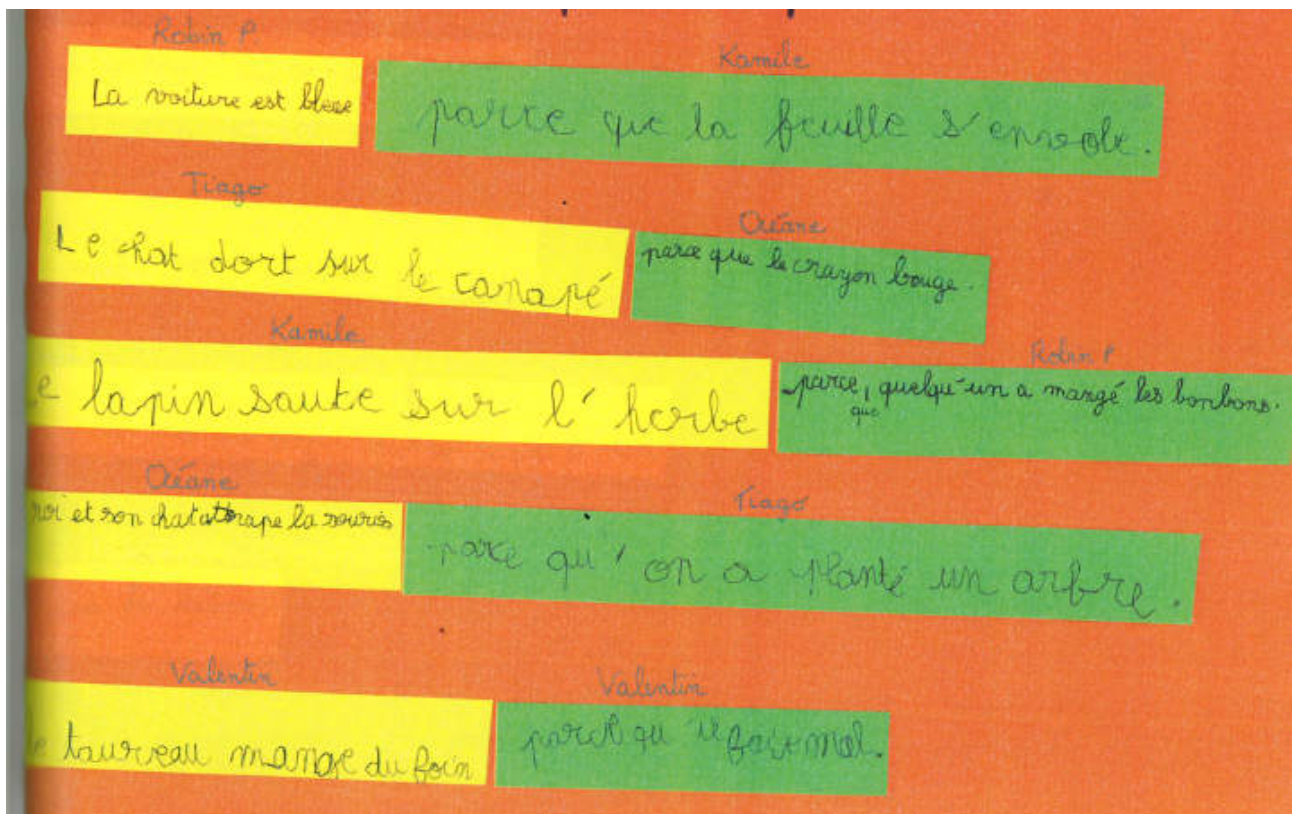 Robin P. Kamile
La voiture est bleue parce que la feuille s'envole.
Tiago Océane
Le chat dort sur le canapé parce que le crayon bouge.
Kamile Robin P
e lapin saute sur l'herbe parce que quelqu'un a mangé les bonbons.
Océane Tiago
roi et son chat attrape la souris parce qu'on a planté un arbre.
Valentin Valentin
le taureau mange du foin parce qu'il fait mal.